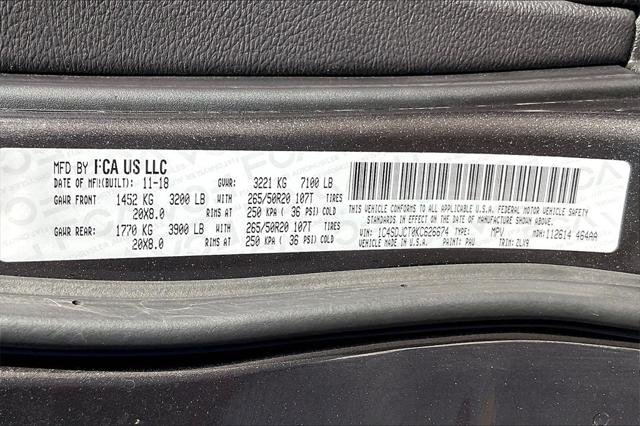 MFD BY FCA US LLC
DATE OF MFR(BUILT): 11-18 GVWR: 3221 KG 7100 LB
GAWR FRONT: 1452 KG 3200 LB WITH 265/50R20 107T TIRES
20X8.0 RIMS AT 250 KPA ( 36 PSI) COLD
GAWR REAR: 1770 KG 3900 LB WITH 265/50R20 107T TIRES
20X8.0 RIMS AT 250 KPA ( 36 PSI) COLD
THIS VEHICLE CONFORMS TO ALL APPLICABLE U.S.A. FEDERAL MOTOR VEHICLE SAFETY
STANDARDS IN EFFECT ON THE DATE OF MANUFACTURE SHOWN ABOVE.
VIN: 1C4SDJCT0KC626674 TYPE: MPV MDH: 112614 464AA
VEHICLE MADE IN U.S.A. PAINT: PAU TRIM: ZLX9